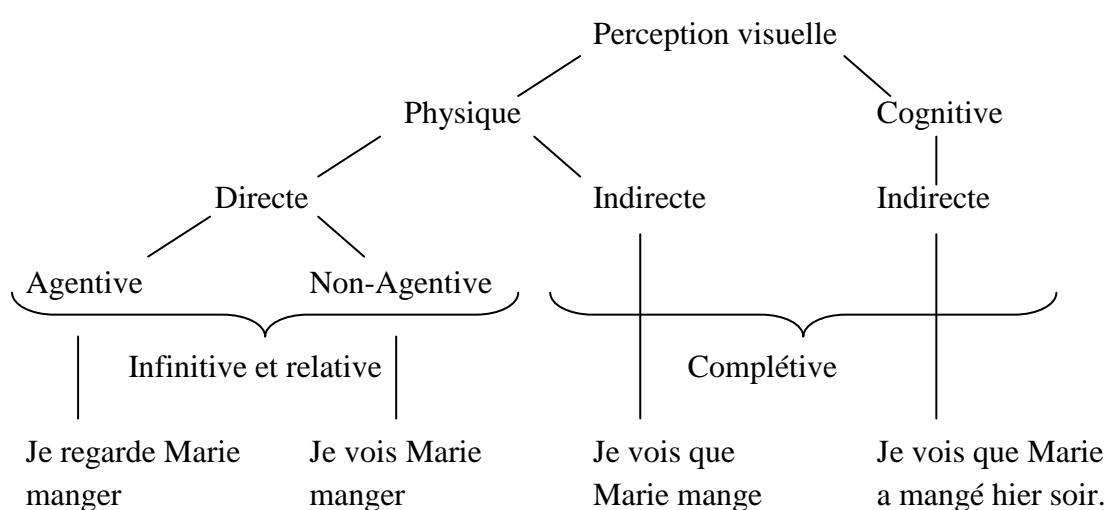 Perception visuelle
Physique Cognitive
Directe Indirecte Indirecte
Agentive Non-Agentive
Infinitive et relative Complétive
Je regarde Marie Je vois Marie Je vois que Je vois que Marie
manger manger Marie mange a mangé hier soir.